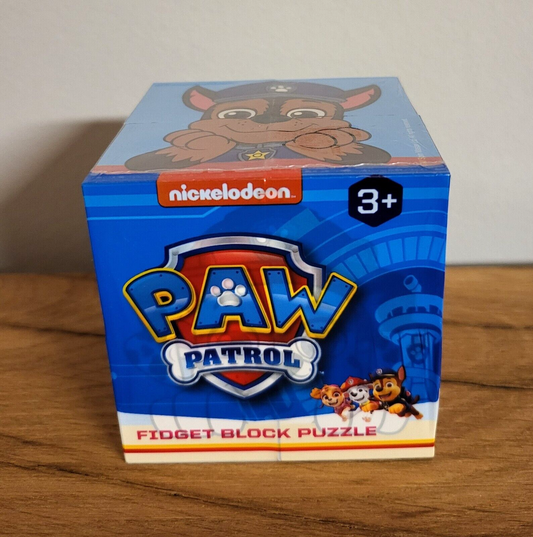 nickelodeon
3+
PAW
PATROL
FIDGET BLOCK PUZZLE